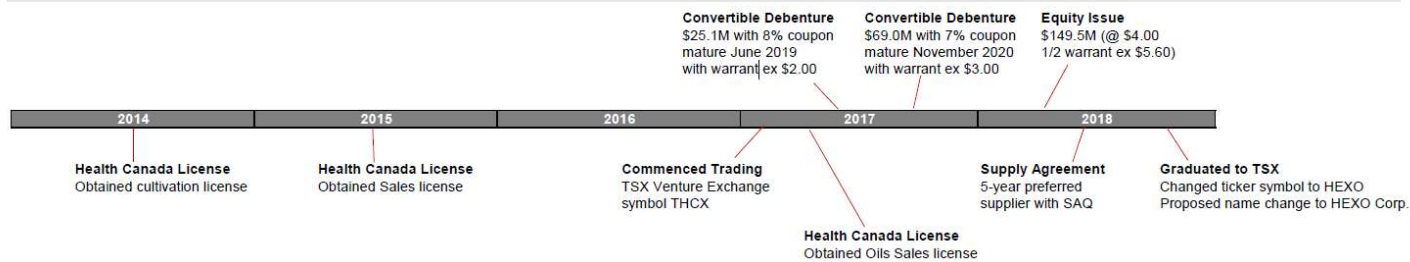 Convertible Debenture
$25.1M with 8% coupon
mature June 2019
with warrant ex $2.00
Convertible Debenture
$69.0M with 7% coupon
mature November 2020
with warrant ex $3.00
Equity Issue
$149.5M (@ $4.00
1/2 warrant ex $5.60)
2014
2015
2016
2017
2018
Health Canada License
Obtained cultivation license
Health Canada License
Obtained Sales license
Commenced Trading
TSX Venture Exchange
symbol THCX
Health Canada License
Obtained Oils Sales license
Supply Agreement
5-year preferred
supplier with SAQ
Graduated to TSX
Changed ticker symbol to HEXO
Proposed name change to HEXO Corp.